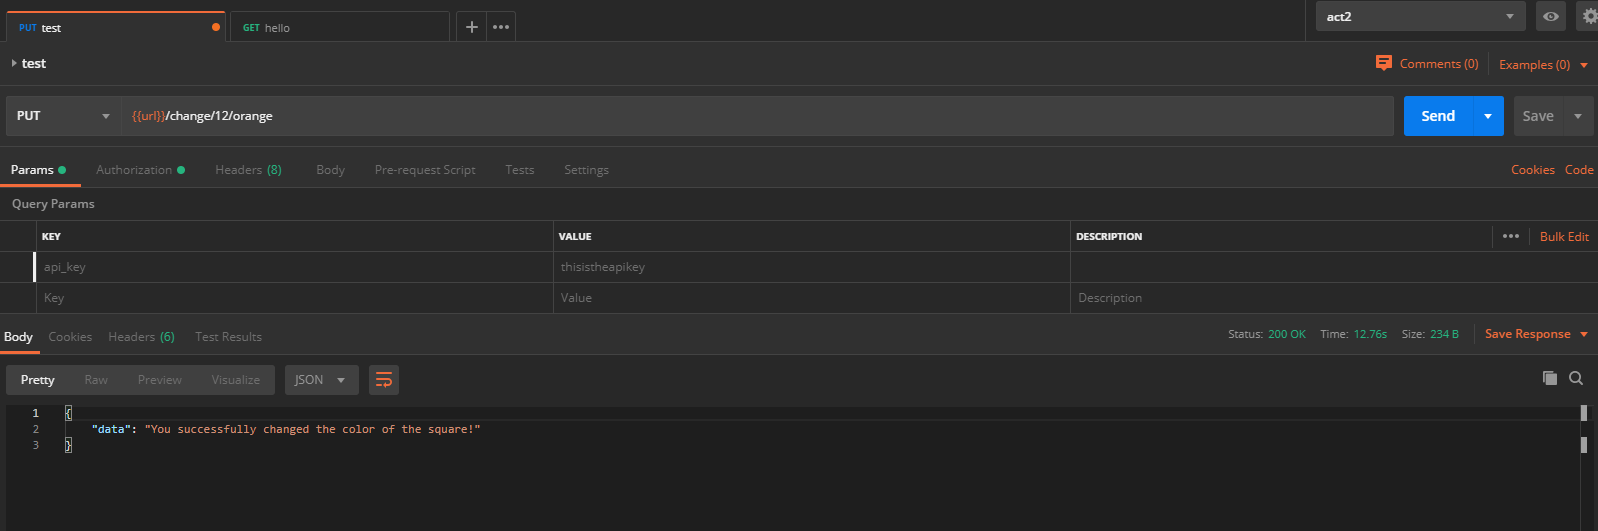 PUT test
GET hello
act2
test
Comments (0)
Examples (0)
PUT
{{url}}/change/12/orange
Send
Save
Params
Authorization
Headers (8)
Body
Pre-request Script
Tests
Settings
Cookies
Code
Query Params
KEY
VALUE
DESCRIPTION
Bulk Edit
api_key
thisistheapikey
Key
Value
Description
Body
Cookies
Headers (6)
Test Results
Status: 200 OK
Time: 12.76s
Size: 234 B
Save Response
Pretty
Raw
Preview
Visualize
JSON
1 {
2 "data": "You successfully changed the color of the square!"
3 }